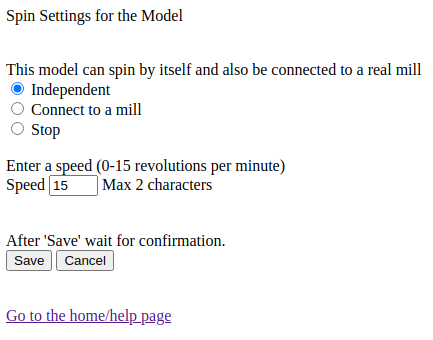 Spin Settings for the Model
This model can spin by itself and also be connected to a real mill
Independent
Connect to a mill
Stop
Enter a speed (0-15 revolutions per minute)
Speed 15 Max 2 characters
After 'Save' wait for confirmation.
Save Cancel
Go to the home/help page